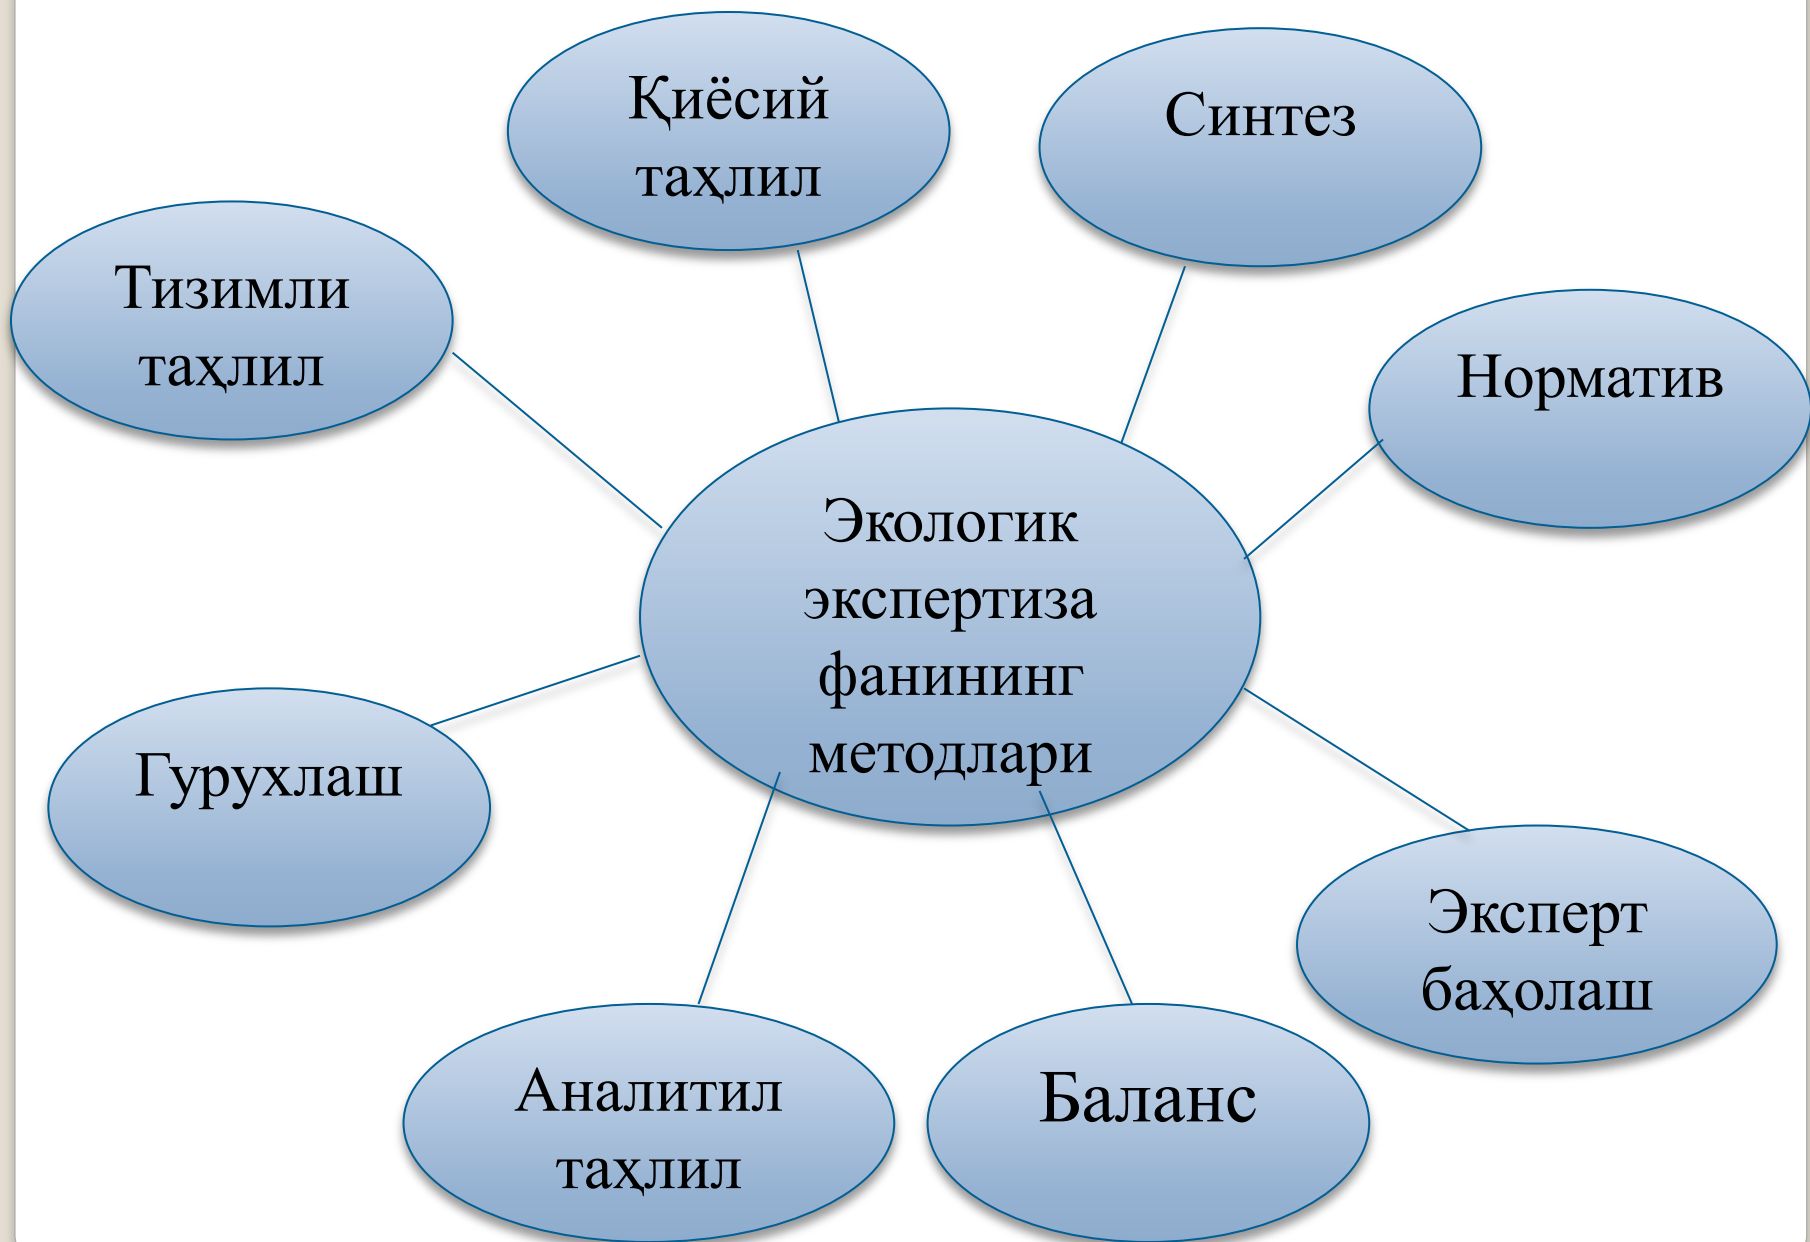 Қиёсий
таҳлил
Синтез
Тизимли
таҳлил
Норматив
Экологик
экспертиза
фанининг
методлари
Гурухлаш
Эксперт
баҳолаш
Аналитил
таҳлил
Баланс